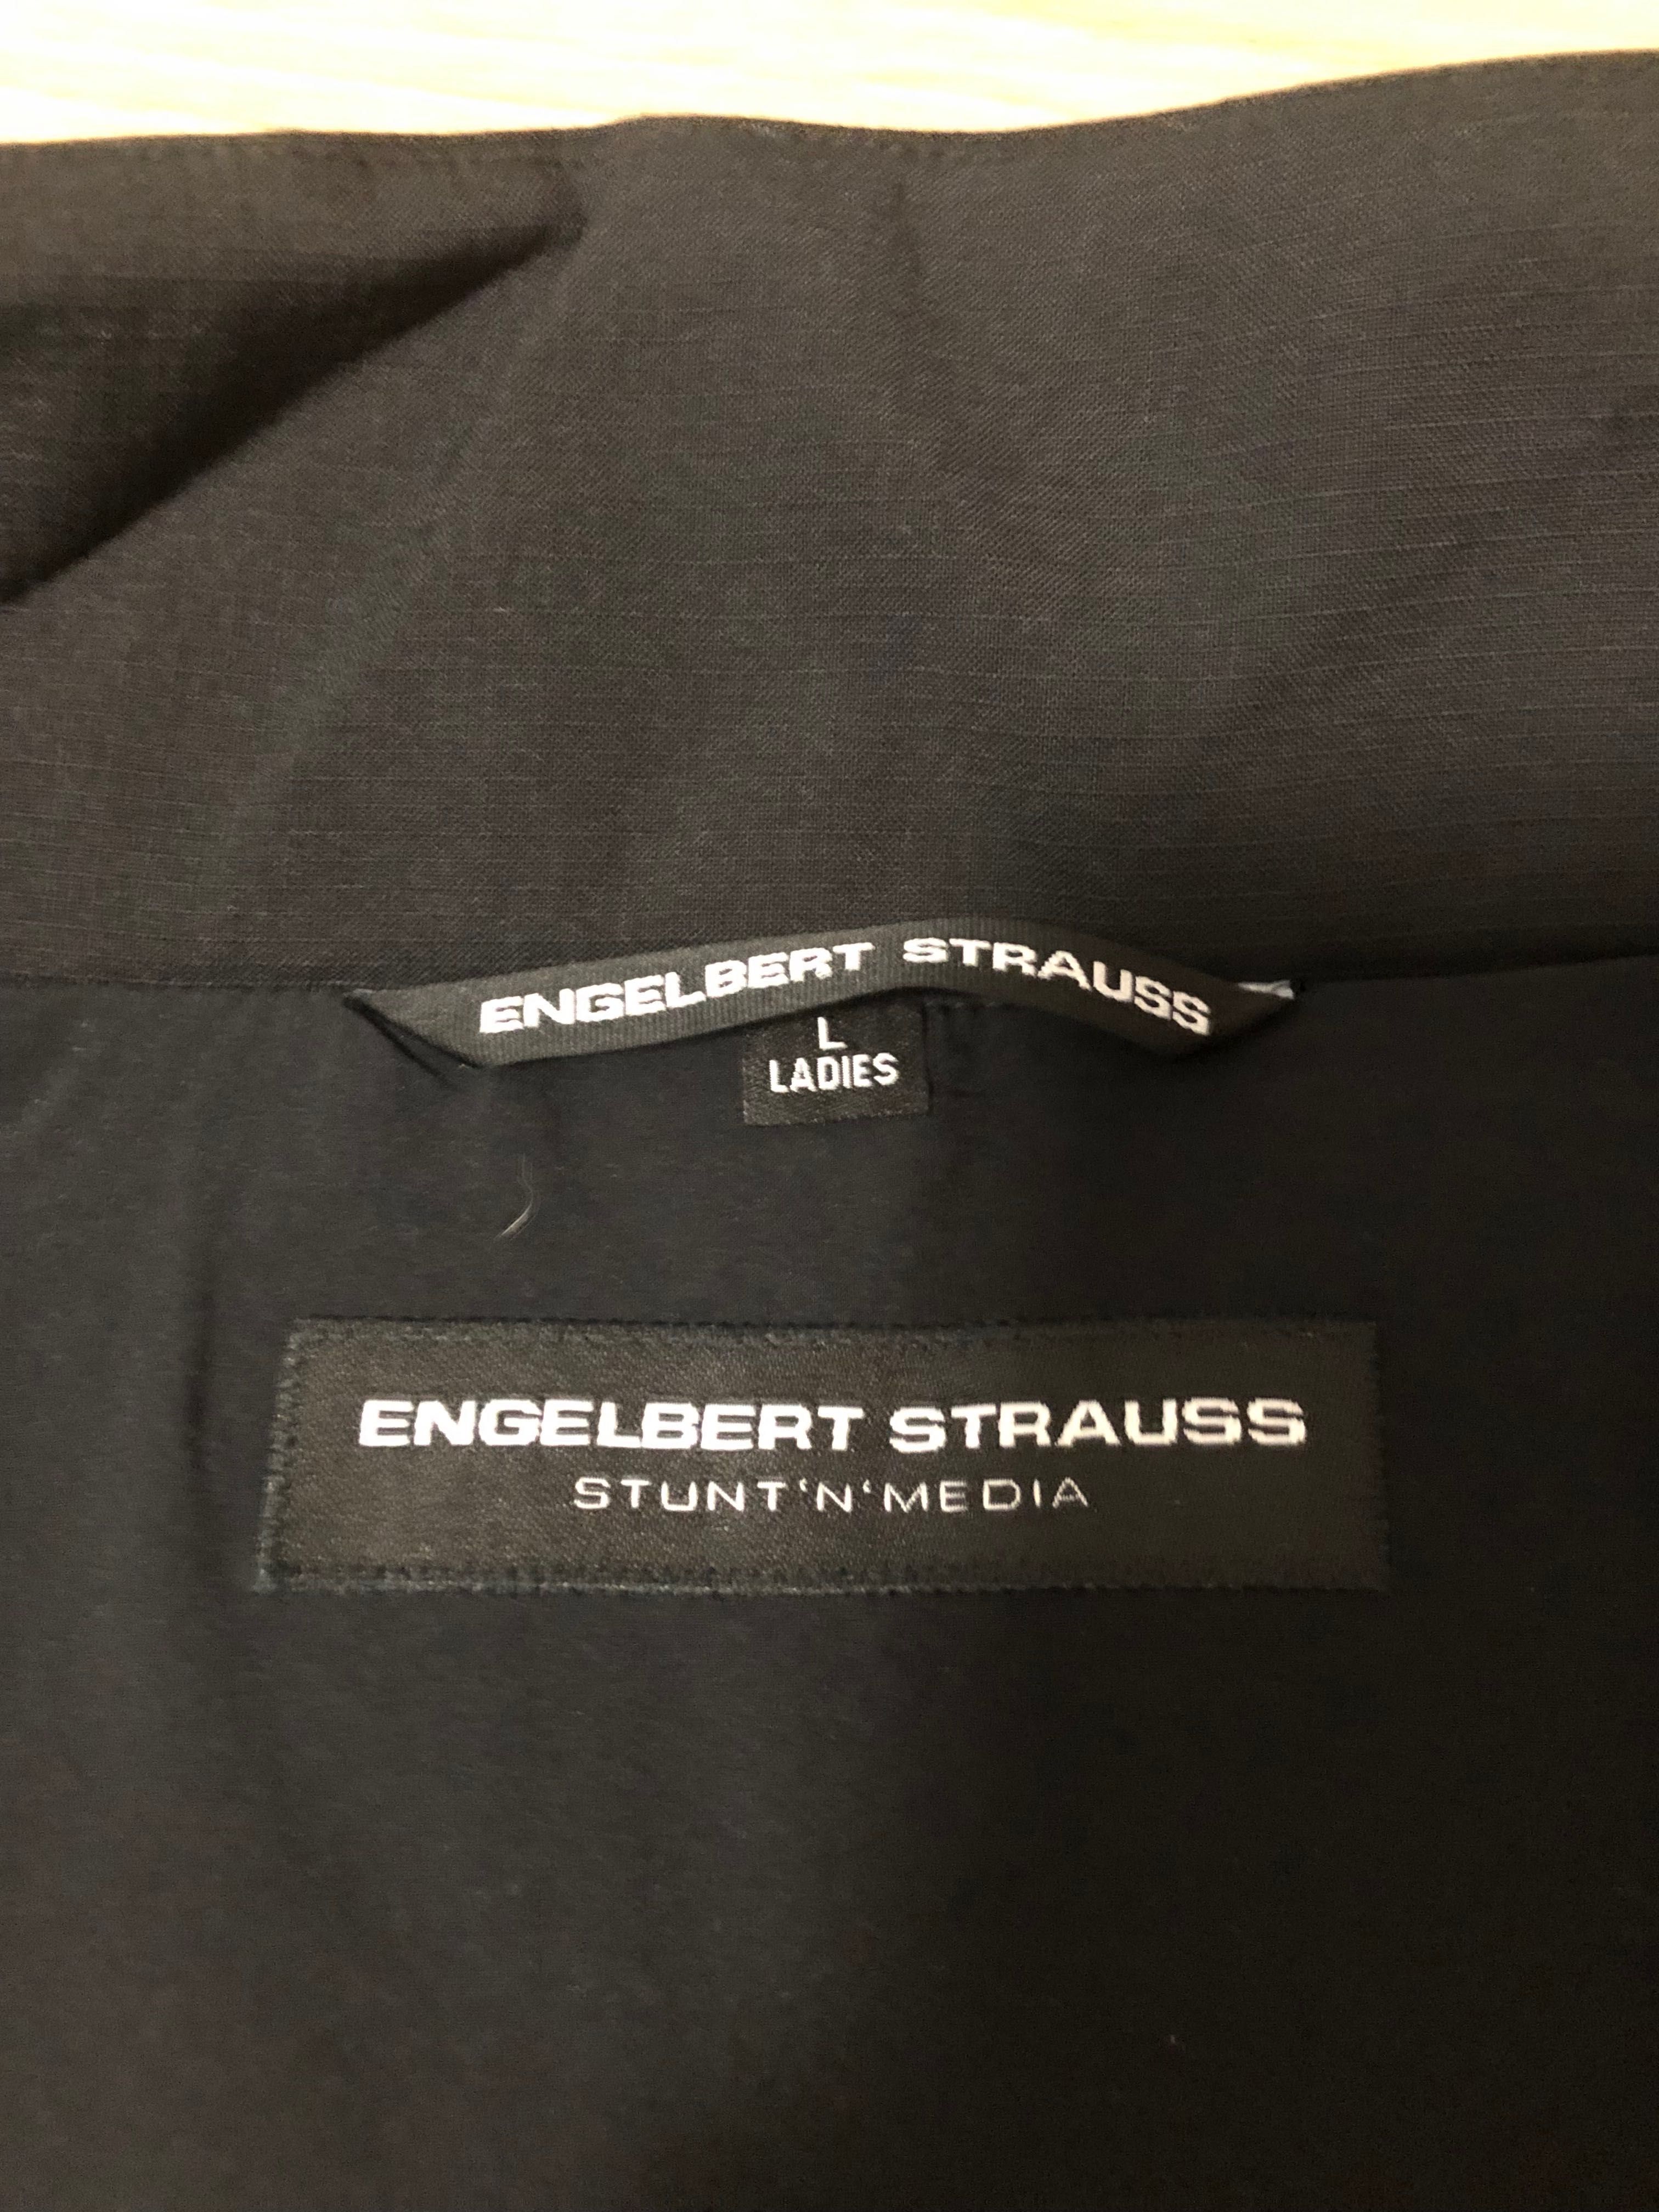 ENGELBERT STRAUSS
L
LADIES
ENGELBERT STRAUSS
STUNT‘N‘MEDIA